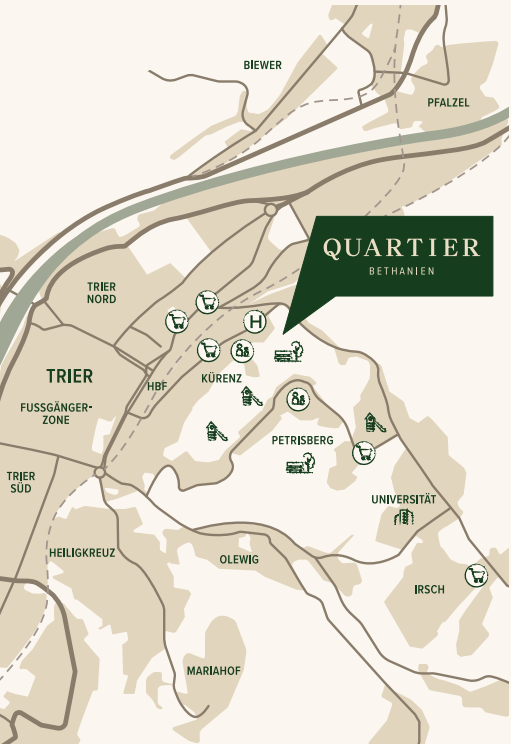 BIEWER
PFALZEL
QUARTIER
BETHANIEN
TRIER
NORD
H
TRIER
HBF
KÜRENZ
FUSSGÄNGER-
ZONE
PETRISBERG
TRIER
SÜD
UNIVERSITÄT
HEILIGKREUZ
OLEWIG
IRSCH
MARIAHOF